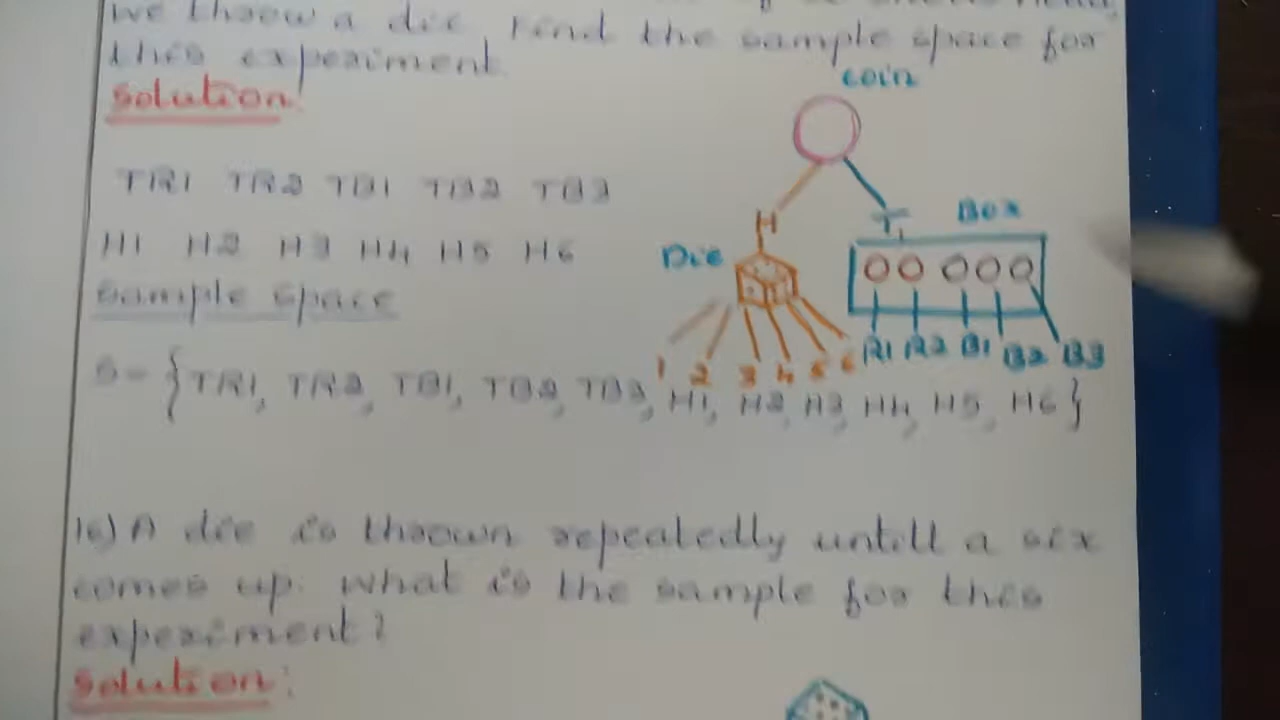 we throw a die. Find the sample space for
this experiment.
Solution:
coin
TR1 TR2 TB1 TB2 TB3
H T
Box
H1 H2 H3 H4 H5 H6
Die
sample space
R1 R2 B1 B2 B3
1 2 3 4 5 6
S = {TR1, TR2, TB1, TB2, TB3, H1, H2, H3, H4, H5, H6}
16) A die is thrown repeatedly untill a six
comes up. what is the sample for this
experiment?
Solution: